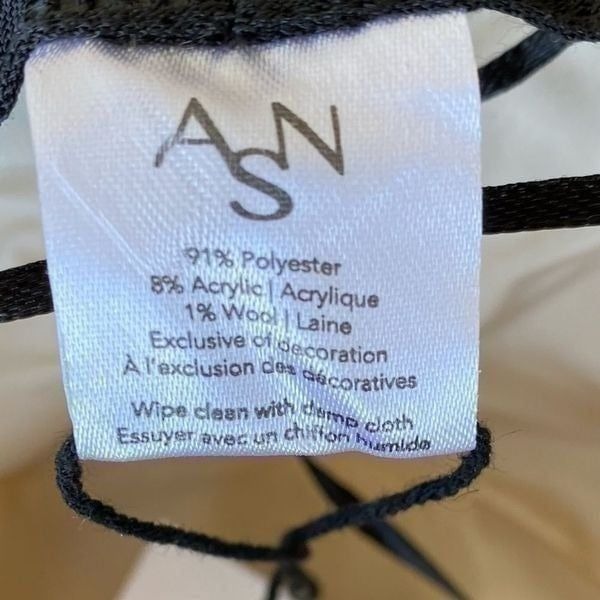 ASN
91% Polyester
8% Acrylic | Acrylique
1% Wool | Laine
Exclusive of decoration
À l'exclusion des décoratives
Wipe clean with damp cloth
Essuyer avec un chiffon humide